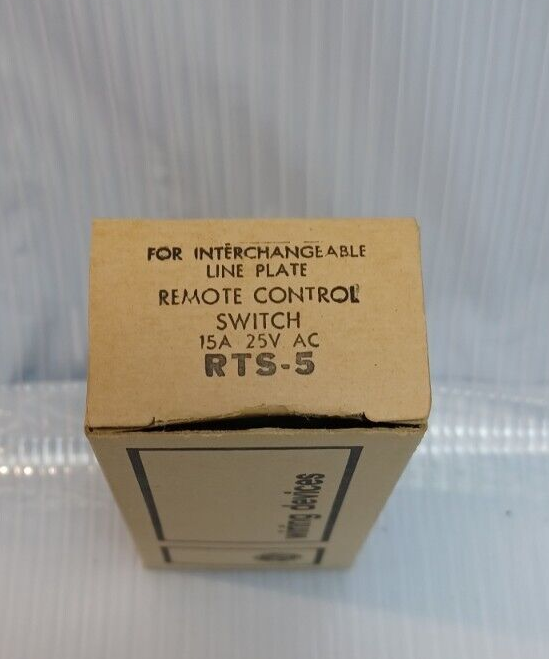 FOR INTERCHANGEABLE
LINE PLATE
REMOTE CONTROL
SWITCH
15A 25V AC
RTS-5
wiring devices